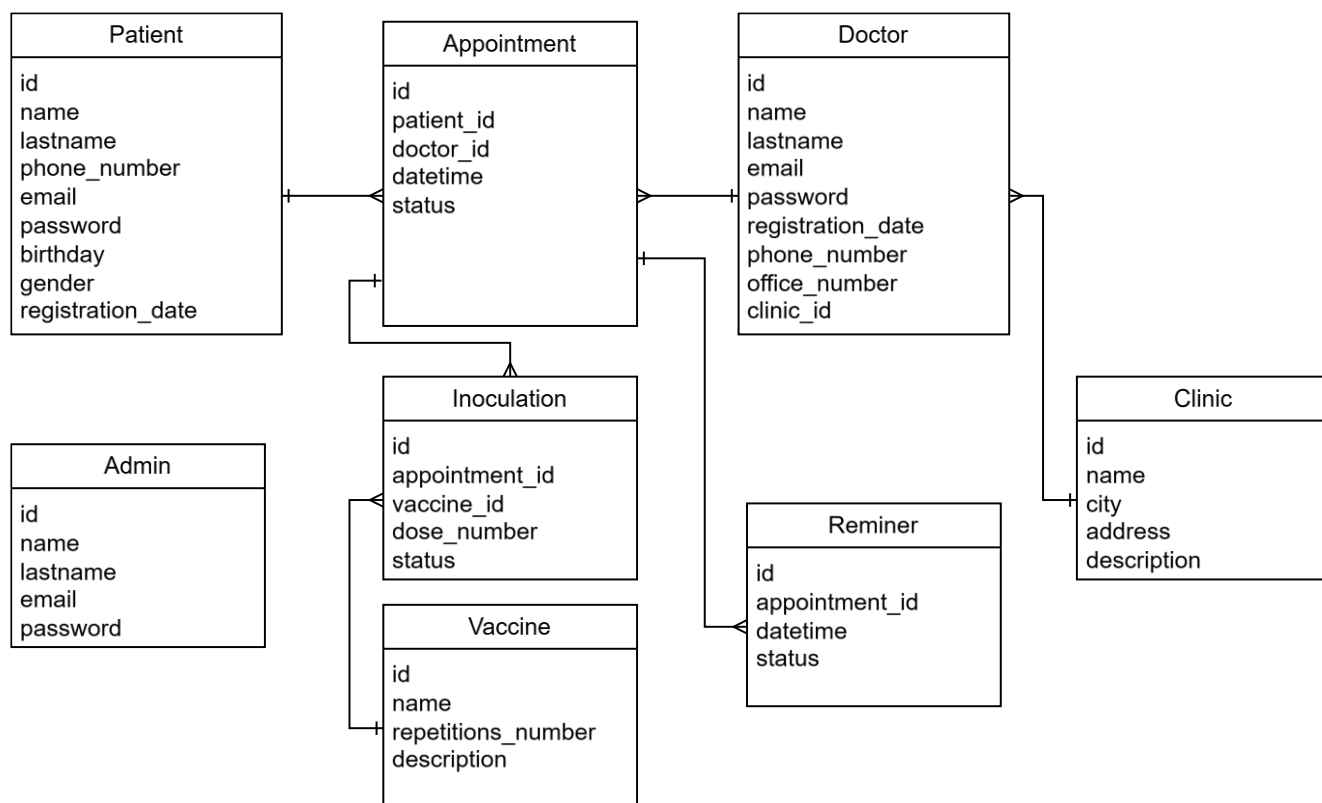 Patient
id
name
lastname
phone_number
email
password
birthday
gender
registration_date
Appointment
id
patient_id
doctor_id
datetime
status
Doctor
id
name
lastname
email
password
registration_date
phone_number
office_number
clinic_id
Inoculation
id
appointment_id
vaccine_id
dose_number
status
Clinic
id
name
city
address
description
Admin
id
name
lastname
email
password
Reminer
id
appointment_id
datetime
status
Vaccine
id
name
repetitions_number
description